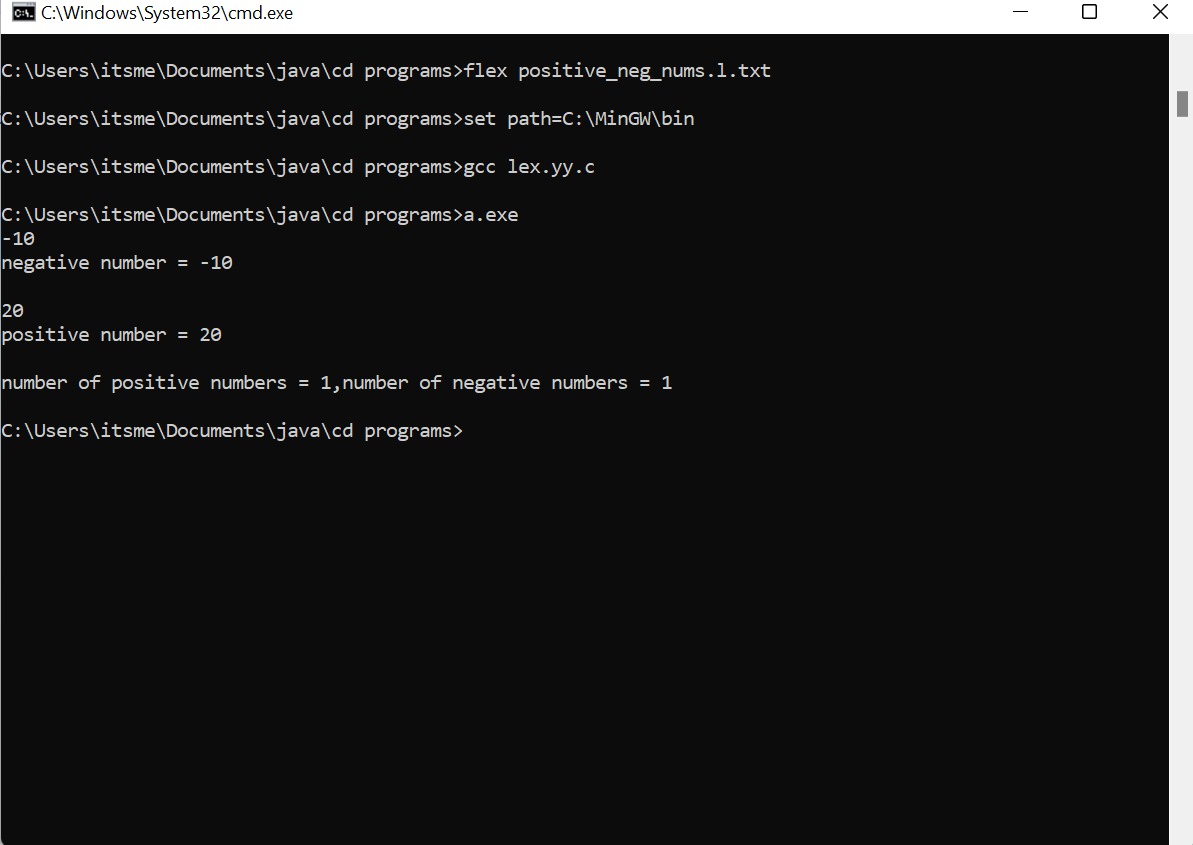 C:\Windows\System32\cmd.exe
C:\Users\itsme\Documents\java\cd programs>flex positive_neg_nums.l.txt
C:\Users\itsme\Documents\java\cd programs>set path=C:\MinGW\bin
C:\Users\itsme\Documents\java\cd programs>gcc lex.yy.c
C:\Users\itsme\Documents\java\cd programs>a.exe
-10
negative number = -10
20
positive number = 20
number of positive numbers = 1,number of negative numbers = 1
C:\Users\itsme\Documents\java\cd programs>